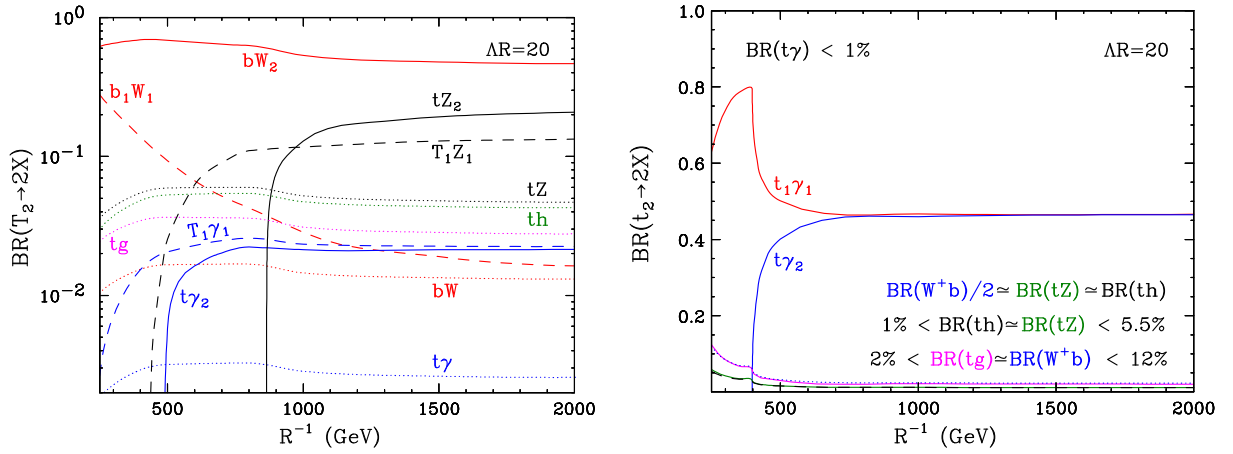 10⁰
10⁻¹
10⁻²
BR(T₂→2X)
ΛR=20
bW₂
b₁W₁
tZ₂
T₁Z₁
tZ
th
tg
T₁γ₁
tγ₂
bW
tγ
500
1000
1500
2000
R⁻¹ (GeV)
1.0
0.8
0.6
0.4
0.2
BR(t₂→2X)
BR(tγ) < 1%
ΛR=20
t₁γ₁
tγ₂
BR(W⁺b)/2≃BR(tZ)≃BR(th)
1% < BR(th)≃BR(tZ) < 5.5%
2% < BR(tg)≃BR(W⁺b) < 12%
500
1000
1500
2000
R⁻¹ (GeV)